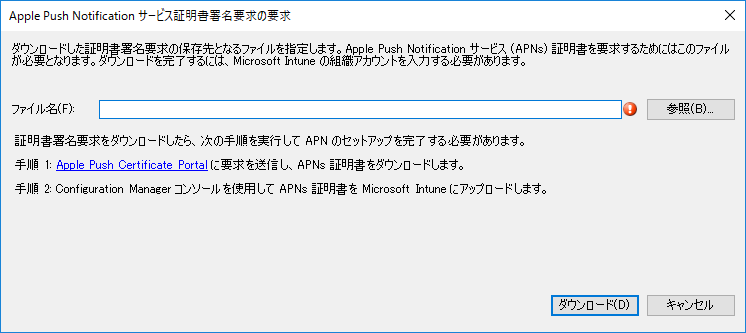 Apple Push Notification サービス証明書署名要求の要求
ダウンロードした証明書署名要求の保存先となるファイルを指定します。Apple Push Notification サービス (APNs) 証明書を要求するためにはこのファイル
が必要となります。ダウンロードを完了するには、Microsoft Intune の組織アカウントを入力する必要があります。
ファイル名(F):
参照(B)...
証明書署名要求をダウンロードしたら、次の手順を実行して APN のセットアップを完了する必要があります。
手順 1: Apple Push Certificate Portal に要求を送信し、APNs 証明書をダウンロードします。
手順 2: Configuration Manager コンソールを使用して APNs 証明書を Microsoft Intune にアップロードします。
ダウンロード(D)
キャンセル